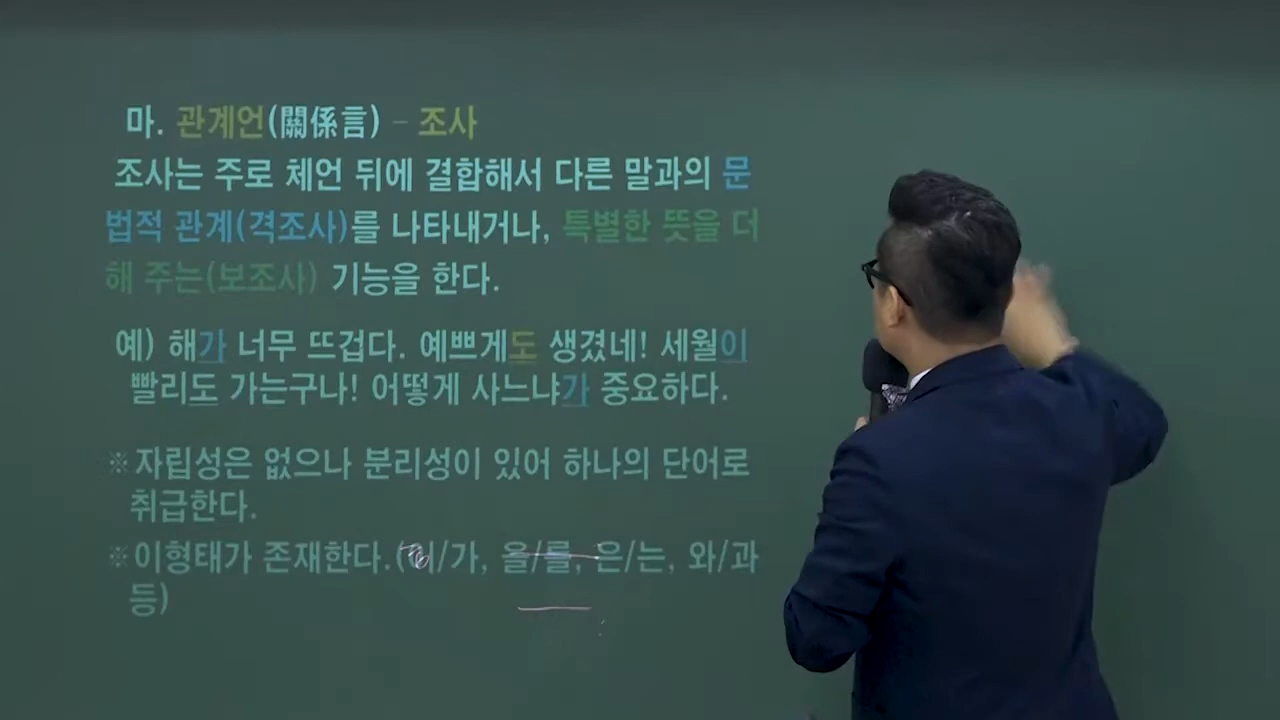 마. 관계언(關係言) - 조사
조사는 주로 체언 뒤에 결합해서 다른 말과의 문
법적 관계(격조사)를 나타내거나, 특별한 뜻을 더
해 주는(보조사) 기능을 한다.
예) 해가 너무 뜨겁다. 예쁘게도 생겼네! 세월이
빨리도 가는구나! 어떻게 사느냐가 중요하다.
※자립성은 없으나 분리성이 있어 하나의 단어로
취급한다.
※이형태가 존재한다.(이/가, 을/를, 은/는, 와/과
등)